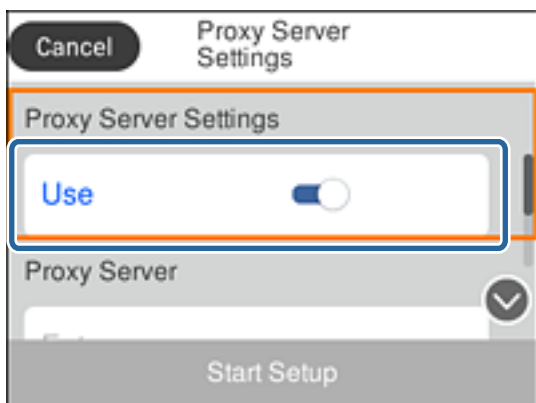 Cancel
Proxy Server
Settings
Proxy Server Settings
Use
Proxy Server
Start Setup